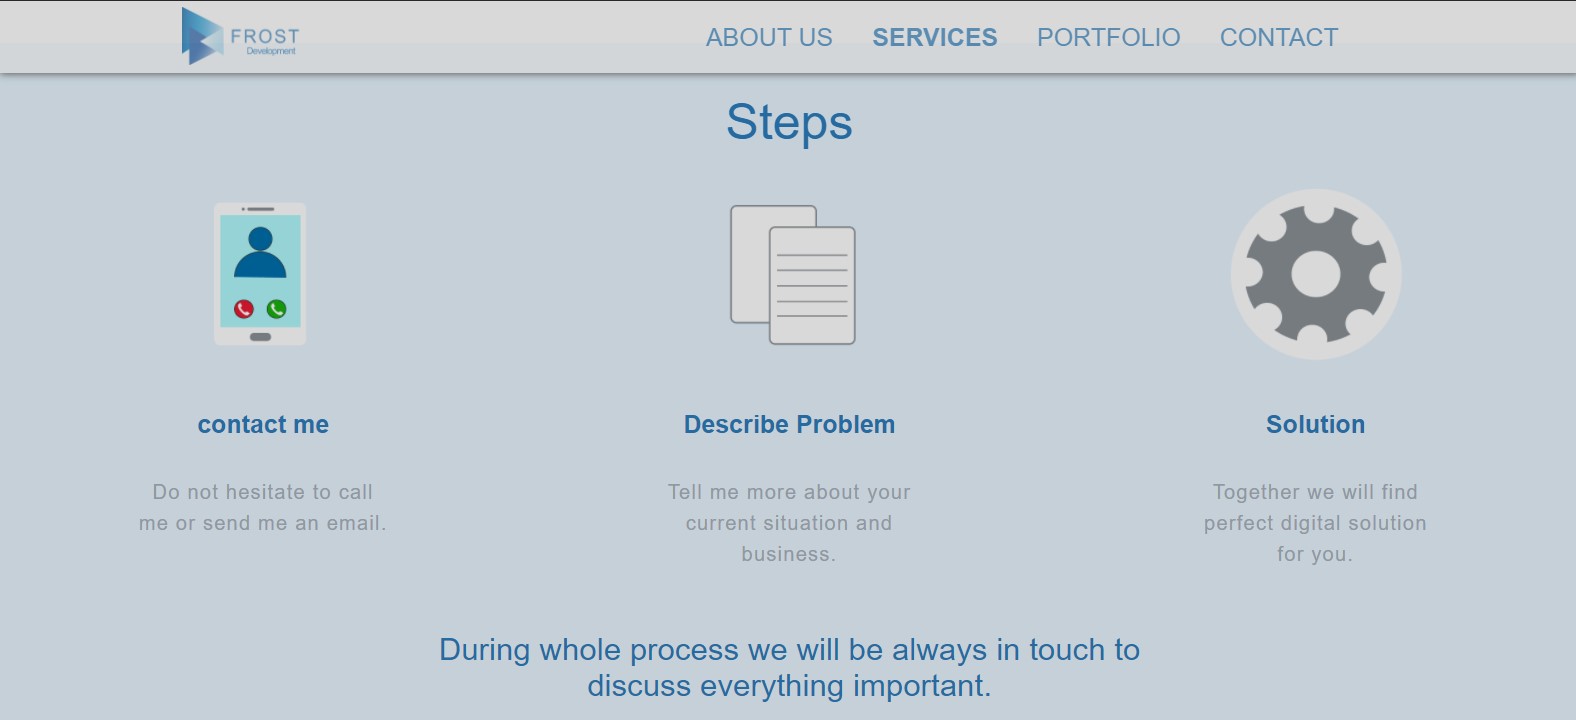 FROST
Development
ABOUT US SERVICES PORTFOLIO CONTACT
Steps
contact me
Do not hesitate to call
me or send me an email.
Describe Problem
Tell me more about your
current situation and
business.
Solution
Together we will find
perfect digital solution
for you.
During whole process we will be always in touch to
discuss everything important.